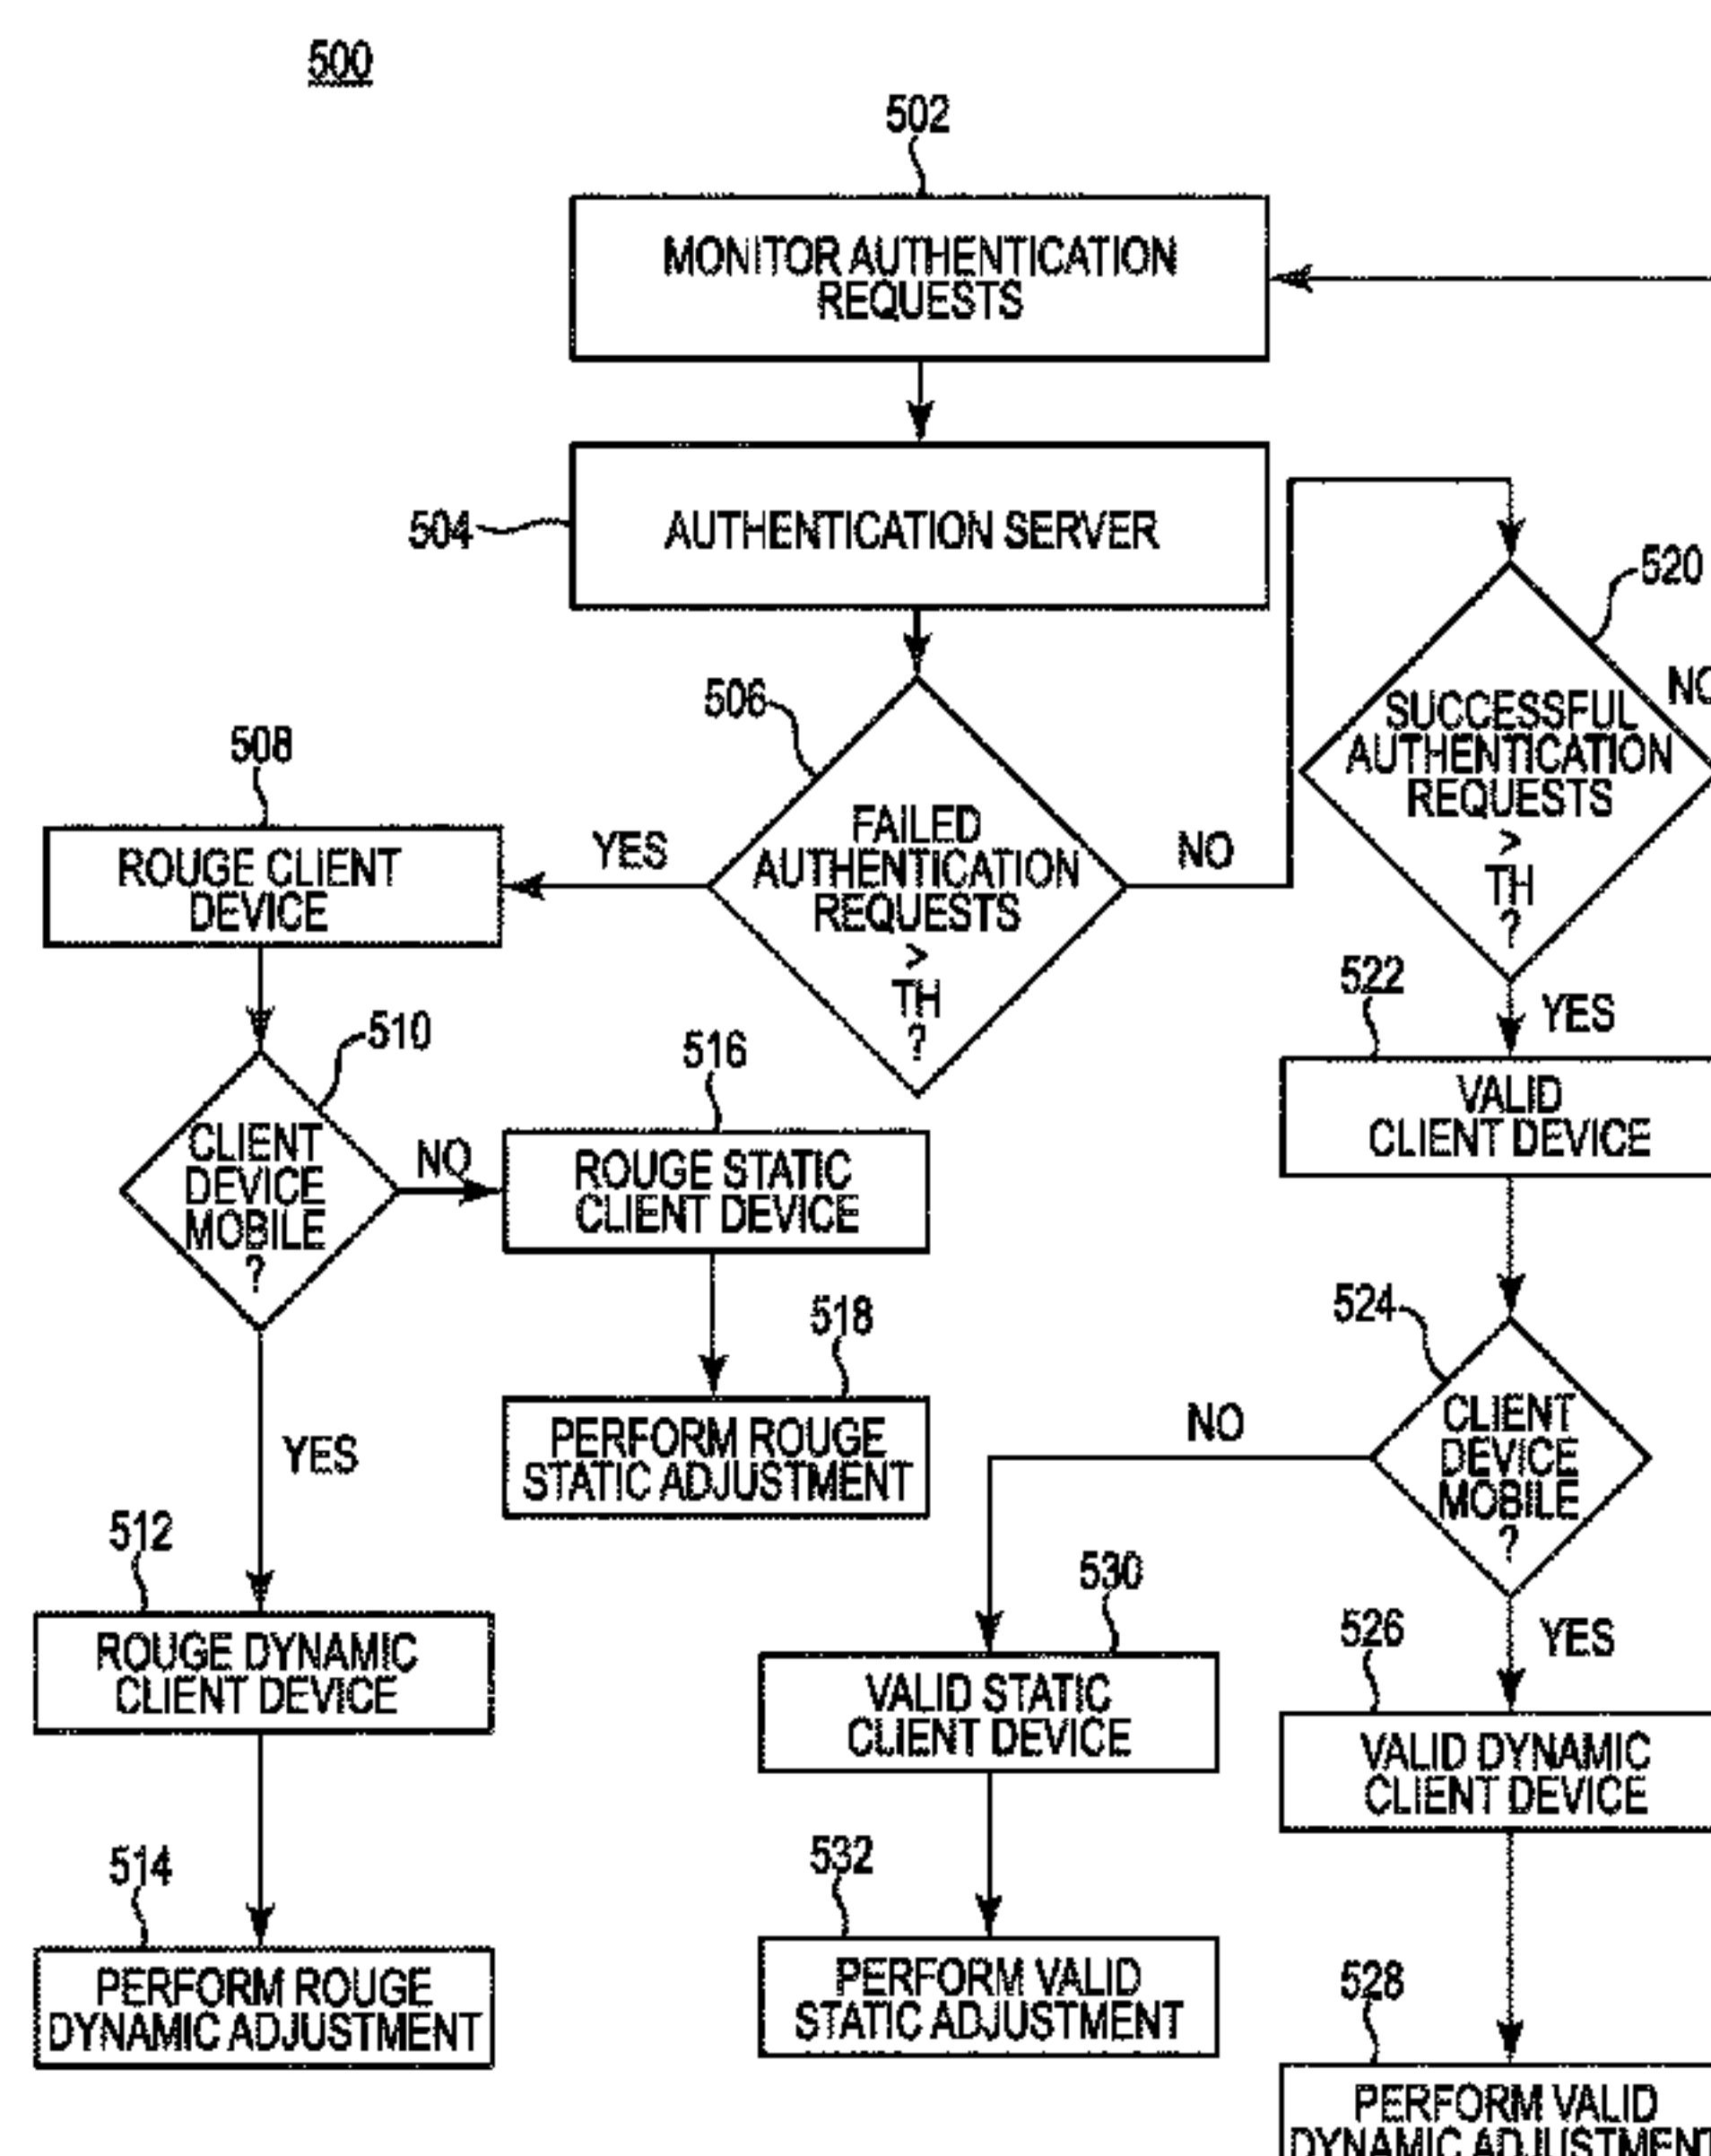 500
502
MONITOR AUTHENTICATION
REQUESTS
504
AUTHENTICATION SERVER
506
FAILED
AUTHENTICATION
REQUESTS
>
TH
?
YES
NO
508
ROUGE CLIENT
DEVICE
510
CLIENT
DEVICE
MOBILE
?
NO
YES
516
ROUGE STATIC
CLIENT DEVICE
518
PERFORM ROUGE
STATIC ADJUSTMENT
512
ROUGE DYNAMIC
CLIENT DEVICE
514
PERFORM ROUGE
DYNAMIC ADJUSTMENT
520
SUCCESSFUL
AUTHENTICATION
REQUESTS
>
TH
?
NO
YES
522
VALID
CLIENT DEVICE
524
CLIENT
DEVICE
MOBILE
?
NO
YES
530
VALID STATIC
CLIENT DEVICE
532
PERFORM VALID
STATIC ADJUSTMENT
526
VALID DYNAMIC
CLIENT DEVICE
528
PERFORM VALID
DYNAMIC ADJUSTMENT